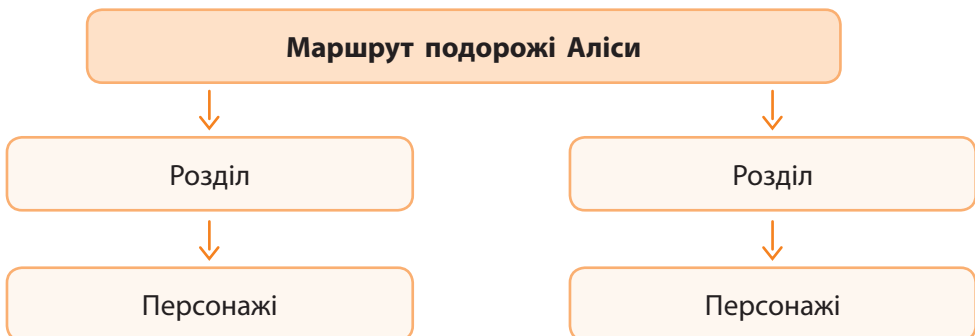 Маршрут подорожі Аліси
Розділ
Розділ
Персонажі
Персонажі